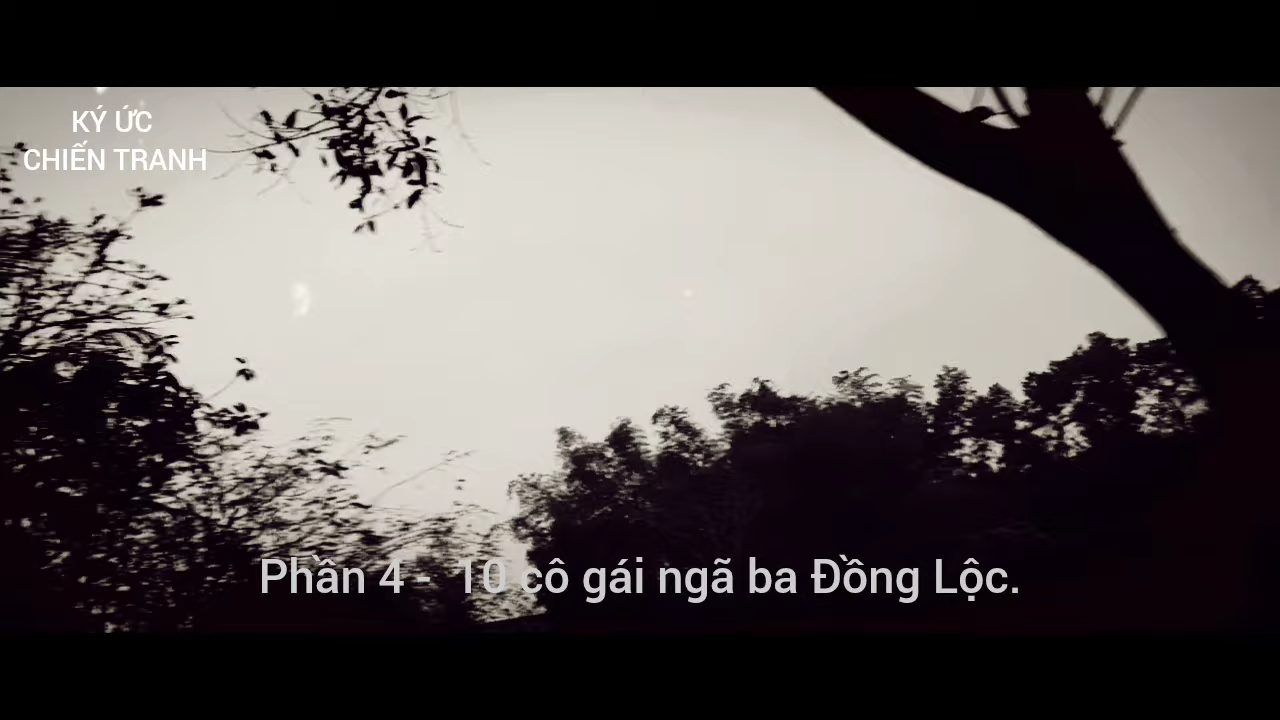 KÝ ỨC
CHIẾN TRANH
Phần 4 - 10 cô gái ngã ba Đồng Lộc.